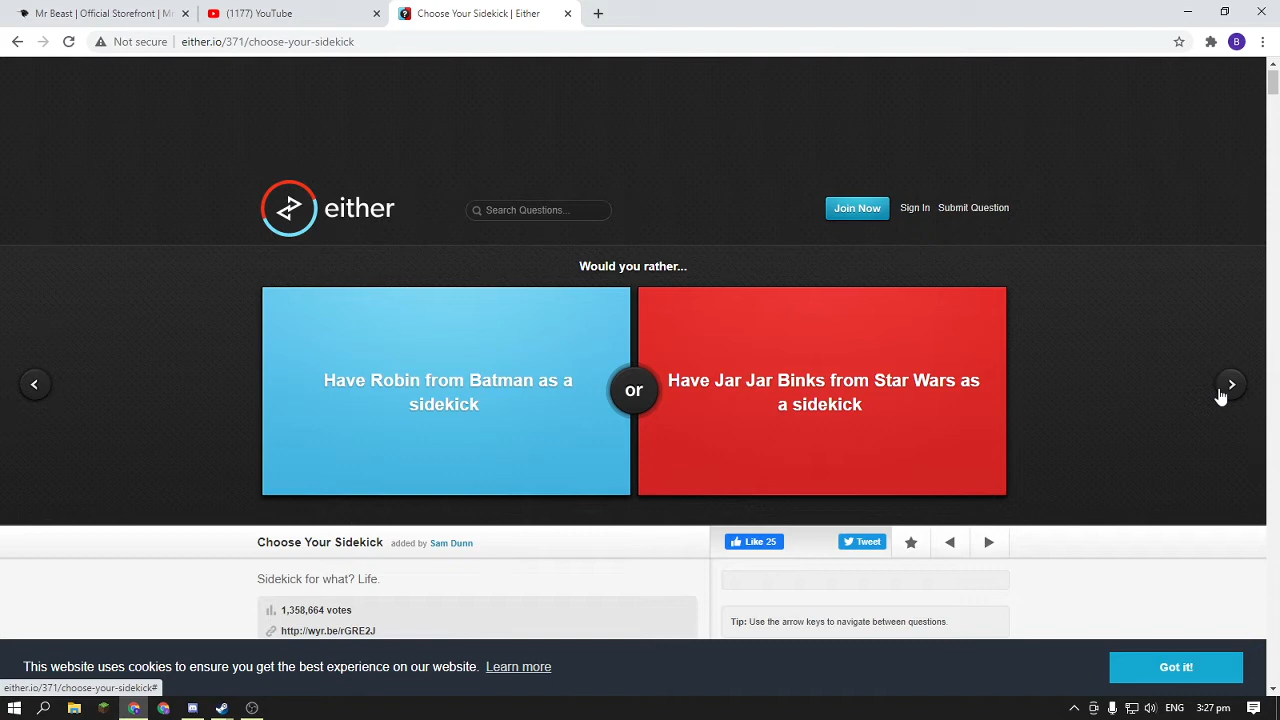 Mr Beast | Official Storefront | M
(1177) YouTube
Choose Your Sidekick | Either
Not secure
either.io/371/choose-your-sidekick
B
either
Search Questions...
Join Now
Sign In
Submit Question
Would you rather...
Have Robin from Batman as a
sidekick
or
Have Jar Jar Binks from Star Wars as
a sidekick
Choose Your Sidekick added by Sam Dunn
Like 25
Tweet
Sidekick for what? Life.
1,358,664 votes
http://wyr.be/rGRE2J
Tip: Use the arrow keys to navigate between questions.
This website uses cookies to ensure you get the best experience on our website. Learn more
Got it!
either.io/371/choose-your-sidekick#
ENG
3:27 pm